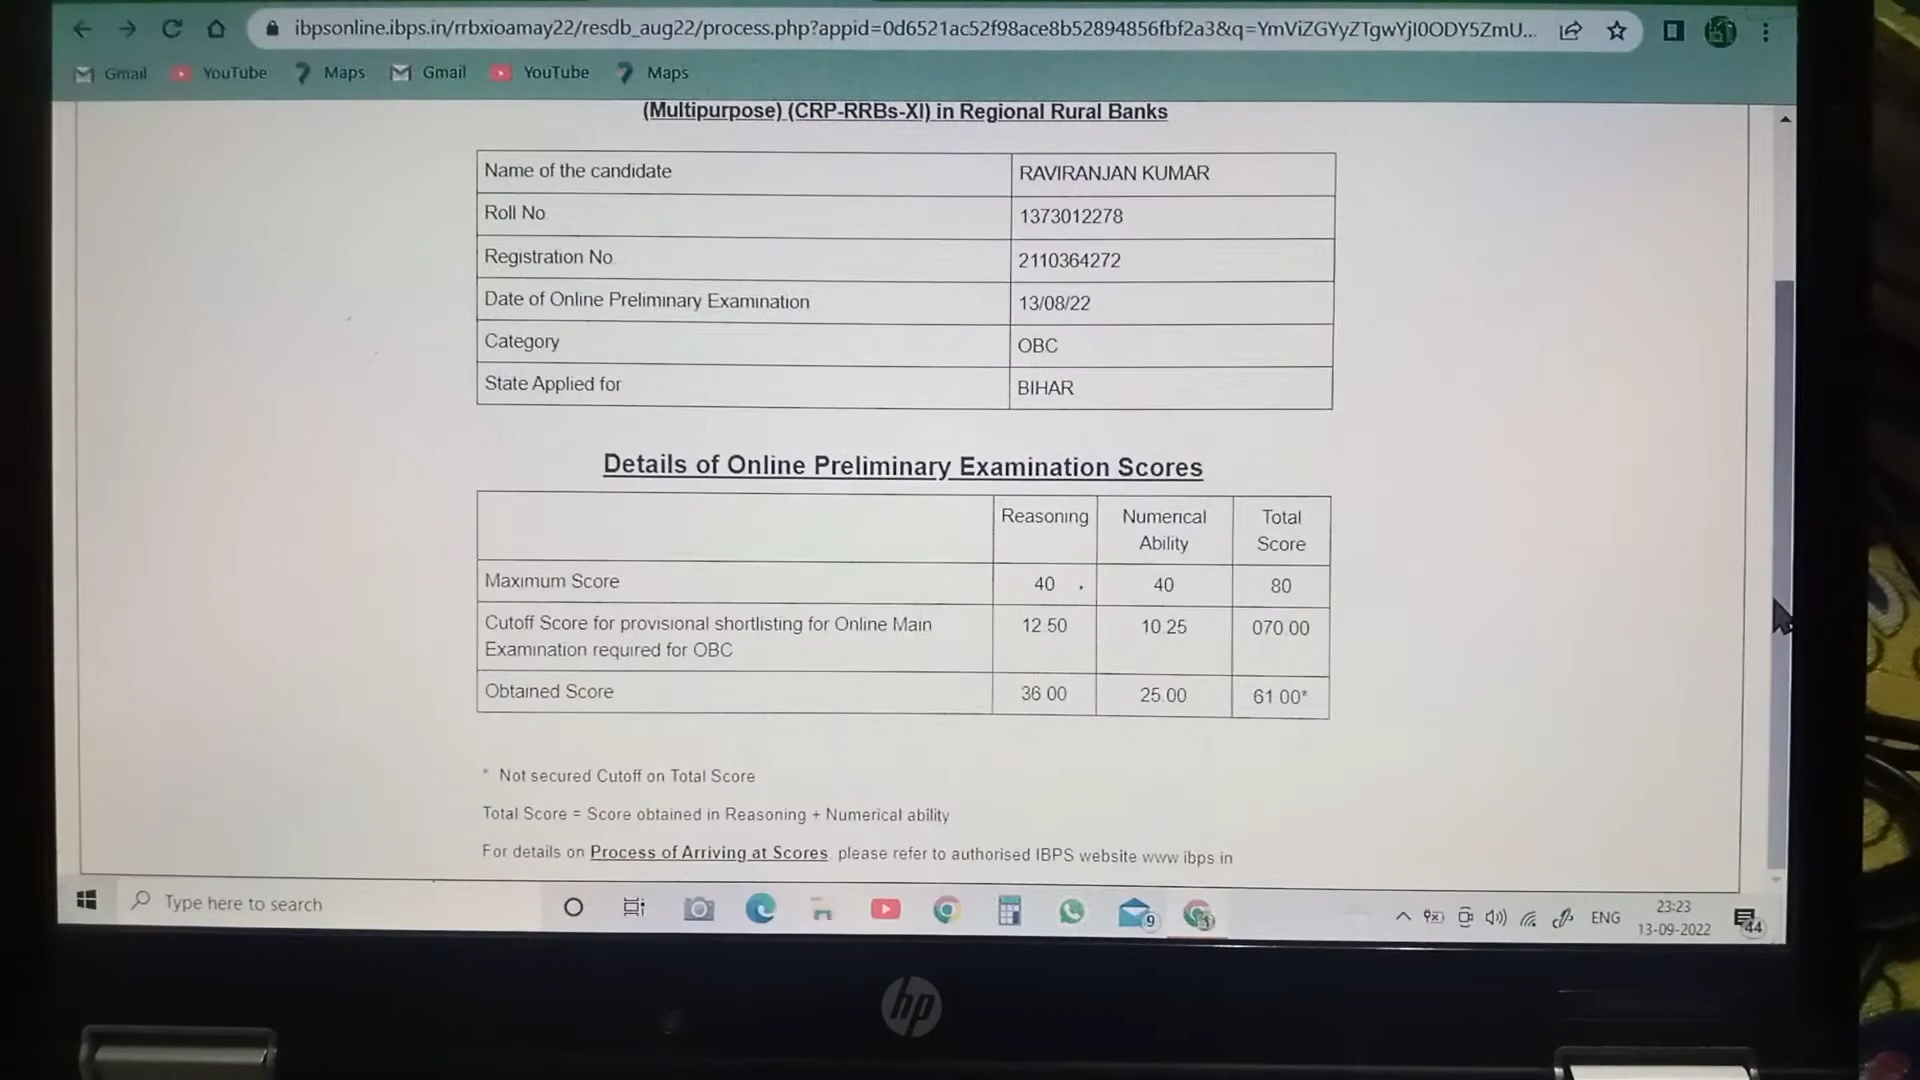 ibpsonline.ibps.in/rrbxioamay22/resdb_aug22/process.php?appid=0d6521ac52f98ace8b52894856fbf2a3&q=YmViZGYyZTgwYjI0ODY5ZmU...
Gmail YouTube Maps Gmail YouTube Maps
(Multipurpose) (CRP-RRBs-XI) in Regional Rural Banks
Name of the candidate RAVIRANJAN KUMAR
Roll No 1373012278
Registration No 2110364272
Date of Online Preliminary Examination 13/08/22
Category OBC
State Applied for BIHAR
Details of Online Preliminary Examination Scores
Reasoning Numerical Total
Ability Score
Maximum Score 40 40 80
Cutoff Score for provisional shortlisting for Online Main 12.50 10.25 070.00
Examination required for OBC
Obtained Score 36.00 25.00 61.00*
* Not secured Cutoff on Total Score
Total Score = Score obtained in Reasoning + Numerical ability
For details on Process of Arriving at Scores please refer to authorised IBPS website www.ibps.in
Type here to search 9 ENG 23:23
13-09-2022 44
hp